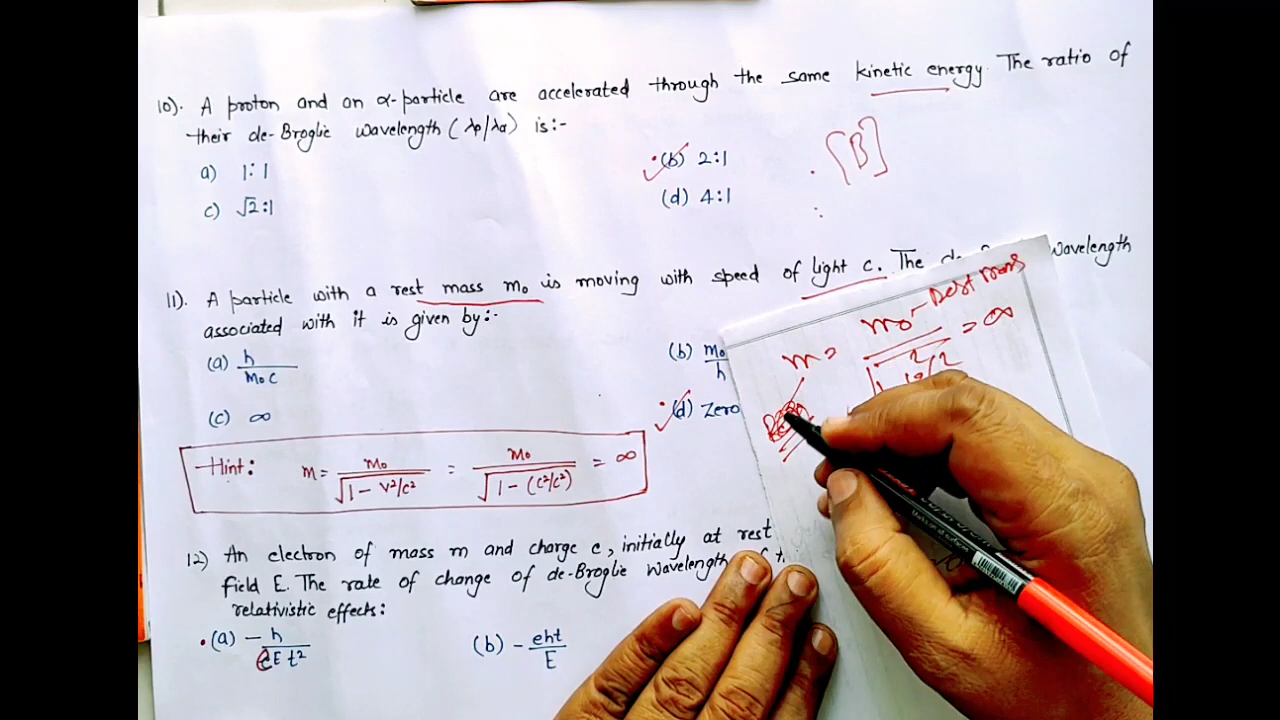 10). A proton and an α-particle are accelerated through the same kinetic energy. The ratio of
their de-Broglie wavelength (λp/λα) is:-
a) 1:1
(b) 2:1
[B]
c) √2:1
(d) 4:1
11). A particle with a rest mass m₀ is moving with speed of light c. The wavelength
associated with it is given by:-
(a) h/m₀c
(b) m₀/h
(c) ∞
(d) Zero
m = m₀ / = ∞
Hint: m = m₀/√1 - v²/c² = m₀/√1 - (c²/c²) = ∞
12) An electron of mass m and charge e, initially at rest
field E. The rate of change of de-Broglie wavelength
relativistic effects:
(a) -h/eEt²
(b) -eht/E